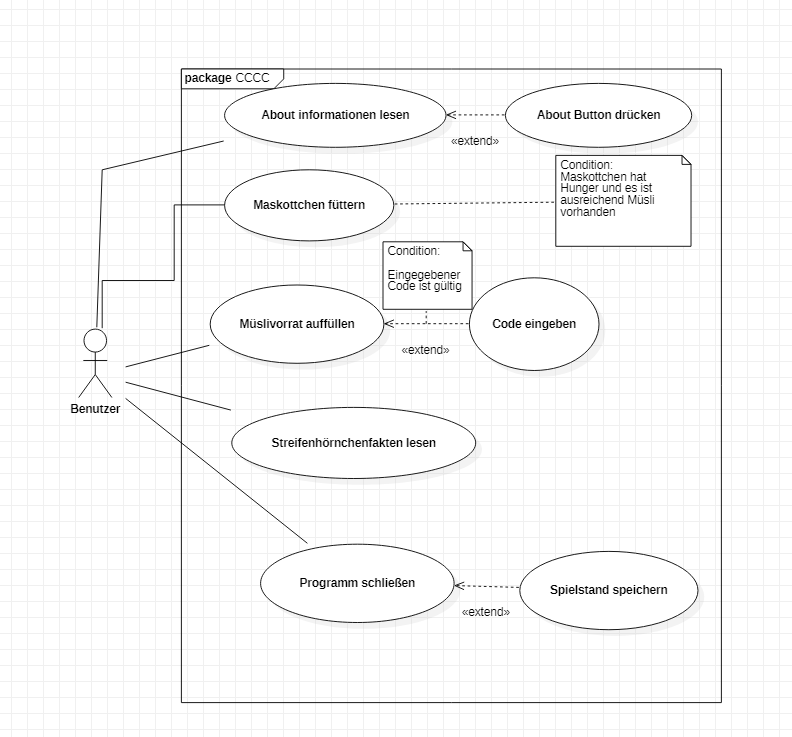 package CCCC
About informationen lesen
About Button drücken
«extend»
Condition:
Maskottchen hat
Hunger und es ist
ausreichend Müsli
vorhanden
Maskottchen füttern
Condition:
Eingegebener
Code ist gültig
Müslivorrat auffüllen
Code eingeben
«extend»
Benutzer
Streifenhörnchenfakten lesen
Programm schließen
Spielstand speichern
«extend»